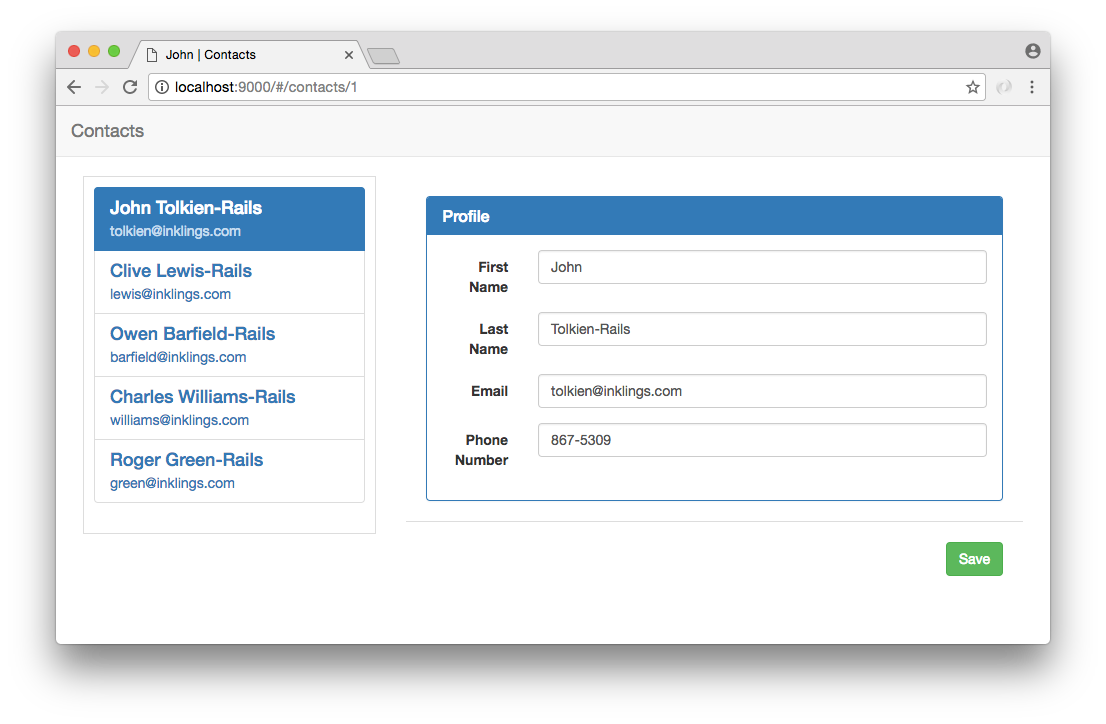 John | Contacts
localhost:9000/#/contacts/1
Contacts
John Tolkien-Rails
tolkien@inklings.com
Clive Lewis-Rails
lewis@inklings.com
Owen Barfield-Rails
barfield@inklings.com
Charles Williams-Rails
williams@inklings.com
Roger Green-Rails
green@inklings.com
Profile
First
Name
John
Last
Name
Tolkien-Rails
Email
tolkien@inklings.com
Phone
Number
867-5309
Save